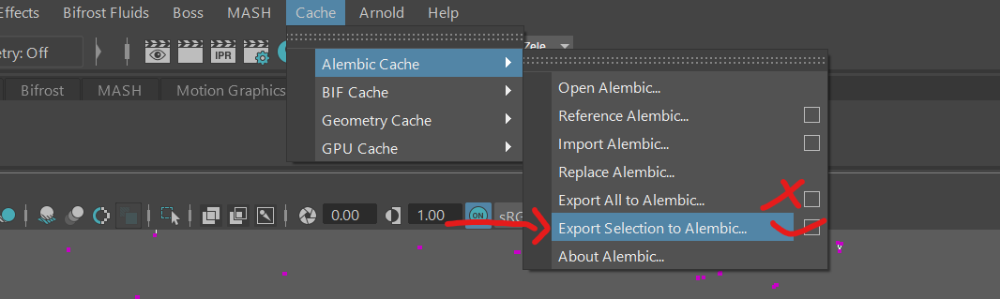 Effects Bifrost Fluids Boss MASH Cache Arnold Help
etry: Off IPR Zele
Alembic Cache
BIF Cache
Geometry Cache
GPU Cache
Open Alembic...
Reference Alembic...
Import Alembic...
Replace Alembic...
Export All to Alembic...
Export Selection to Alembic...
About Alembic...
Bifrost MASH Motion Graphics
0.00 1.00 ON sRG